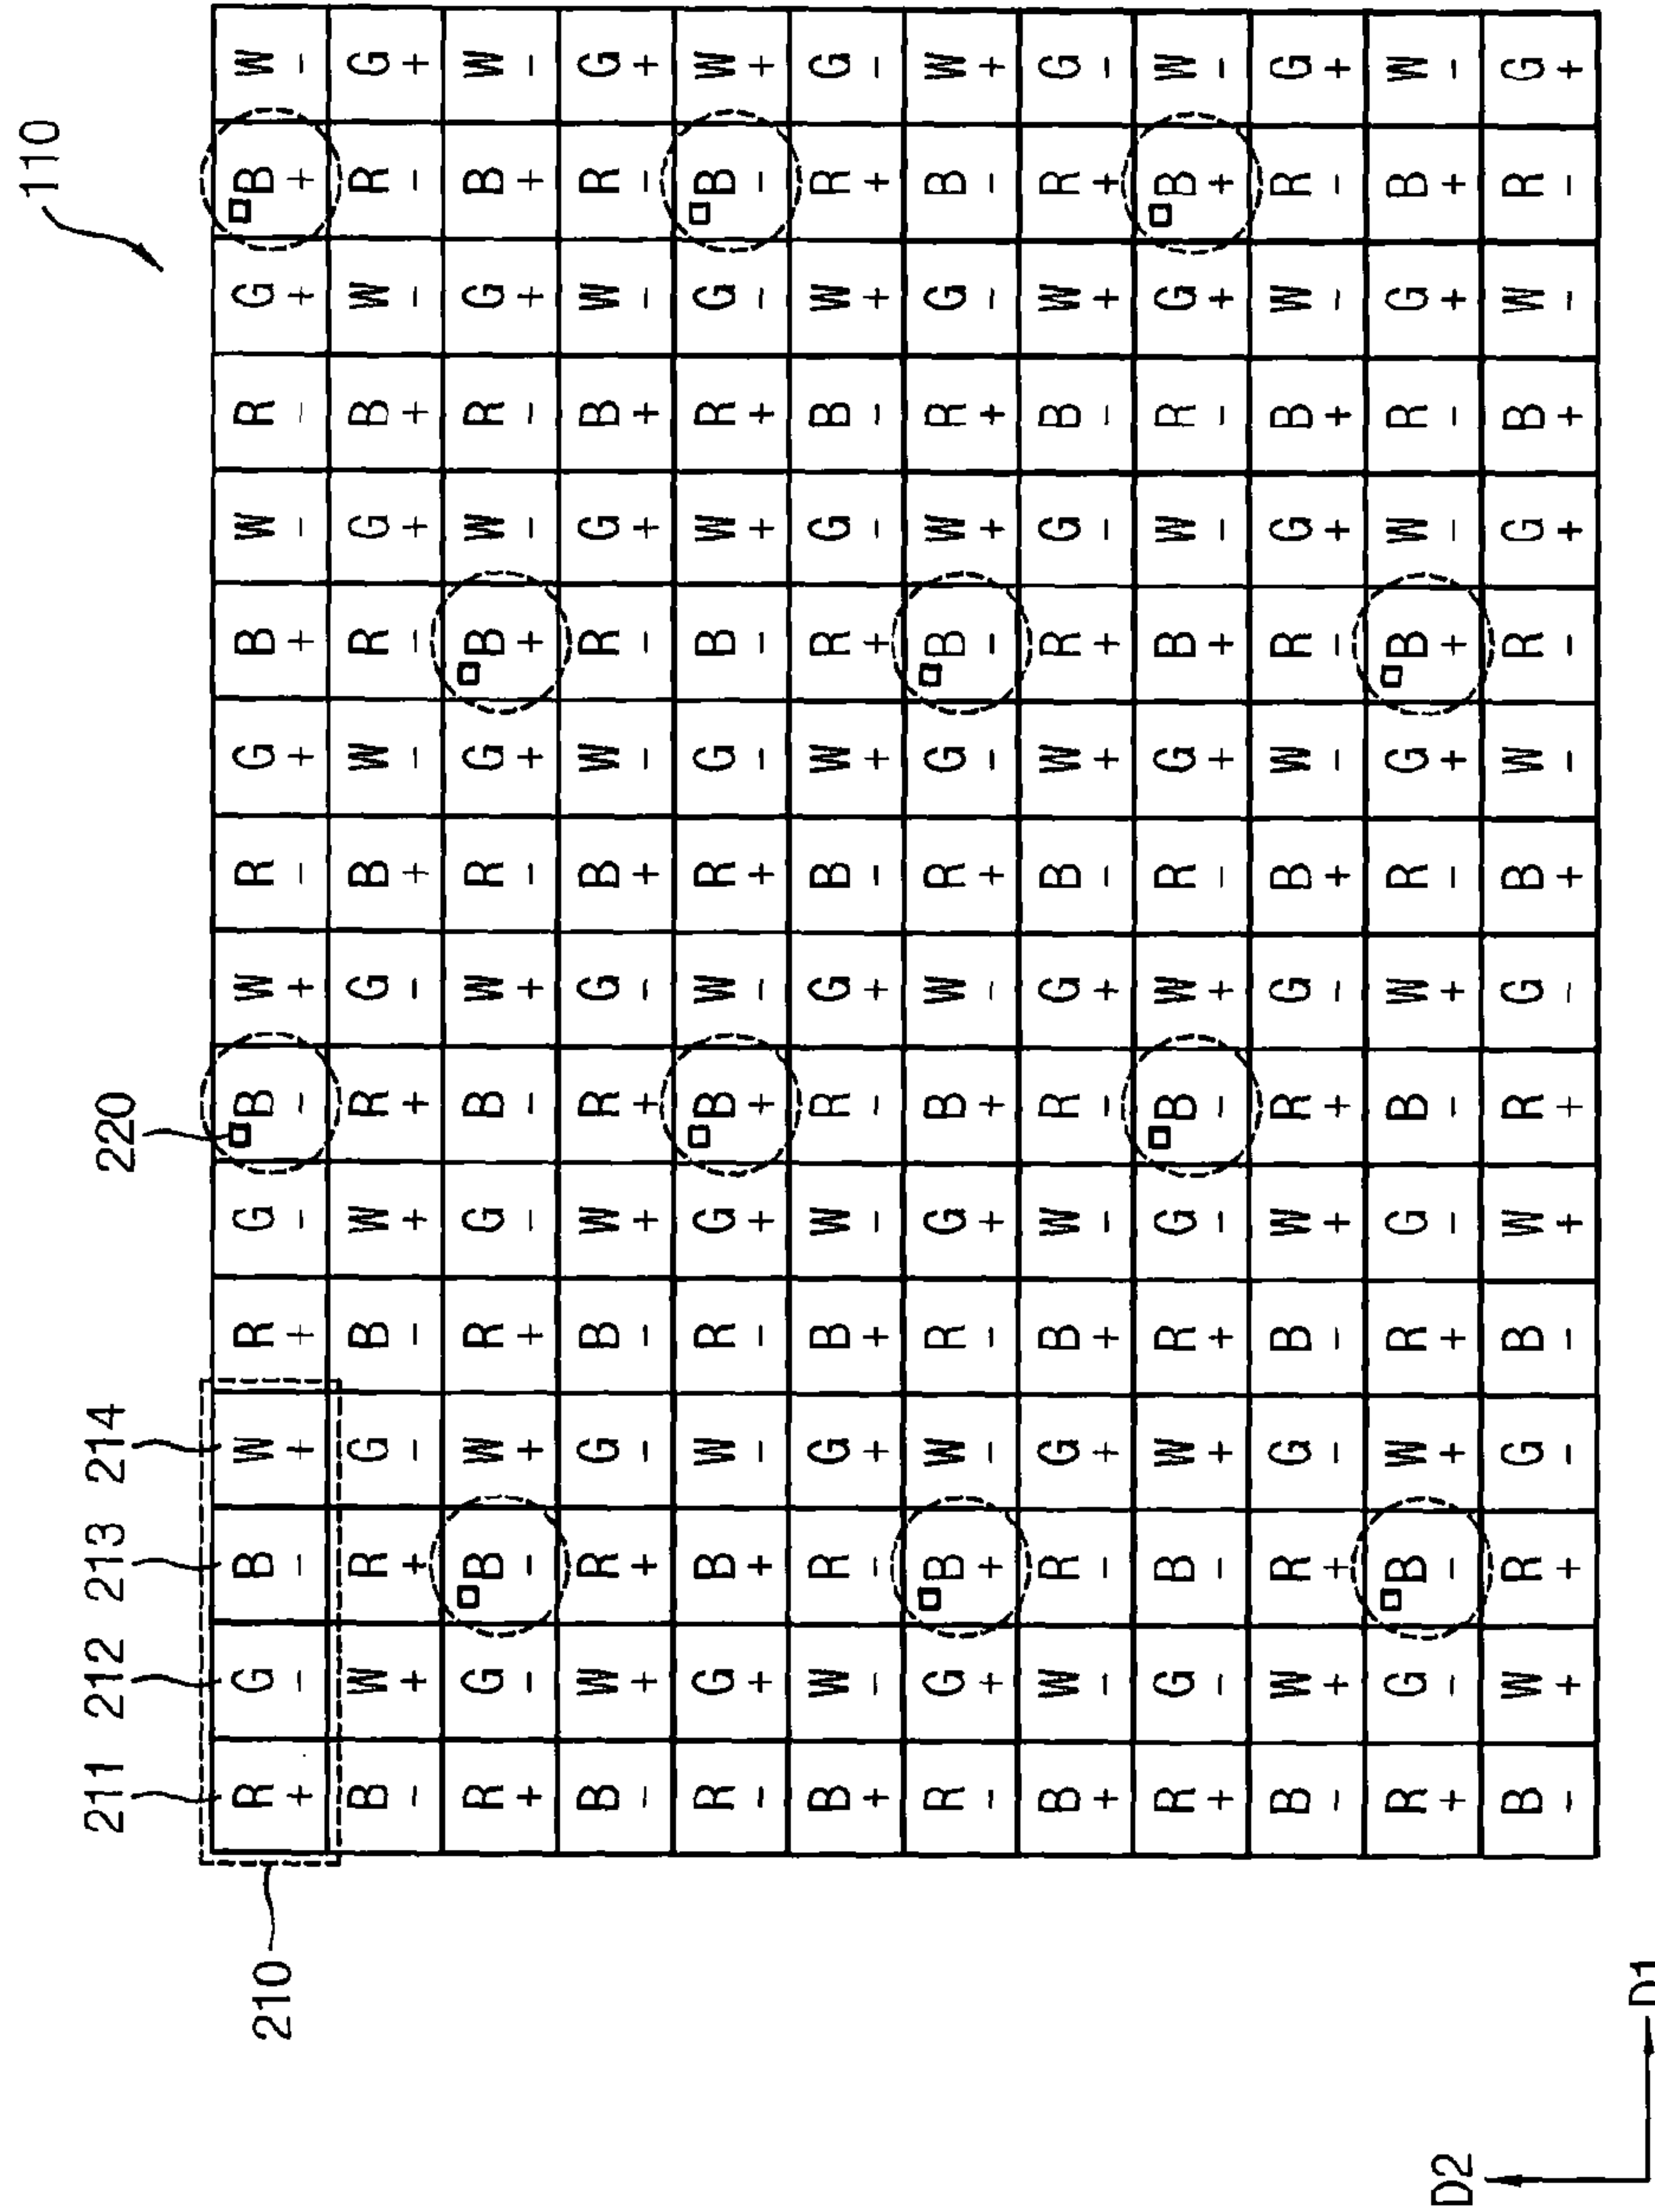 110
211 212 213 214 220
210 R G B W R G B W R G B W R G B W
+ - - + + - - + - + + - - + + -
B W R G B W R G B W R G B W R G
- + + - - + + - + - - + + - - +
R G B W R G B W R G B W R G B W
+ - - + + - - + - + + - - + + -
B W R G B W R G B W R G B W R G
- + + - - + + - + - - + + - - +
R G B W R G B W R G B W R G B W
- + + - - + + - + - - + + - - +
B W R G B W R G B W R G B W R G
+ - - + + - - + - + + - - + + -
R G B W R G B W R G B W R G B W
- + + - - + + - + - - + + - - +
B W R G B W R G B W R G B W R G
+ - - + + - - + - + + - - + + -
R G B W R G B W R G B W R G B W
+ - - + + - - + - + + - - + + -
B W R G B W R G B W R G B W R G
- + + - - + + - + - - + + - - +
R G B W R G B W R G B W R G B W
+ - - + + - - + - + + - - + + -
B W R G B W R G B W R G B W R G
- + + - - + + - + - - + + - - +
D2
D1